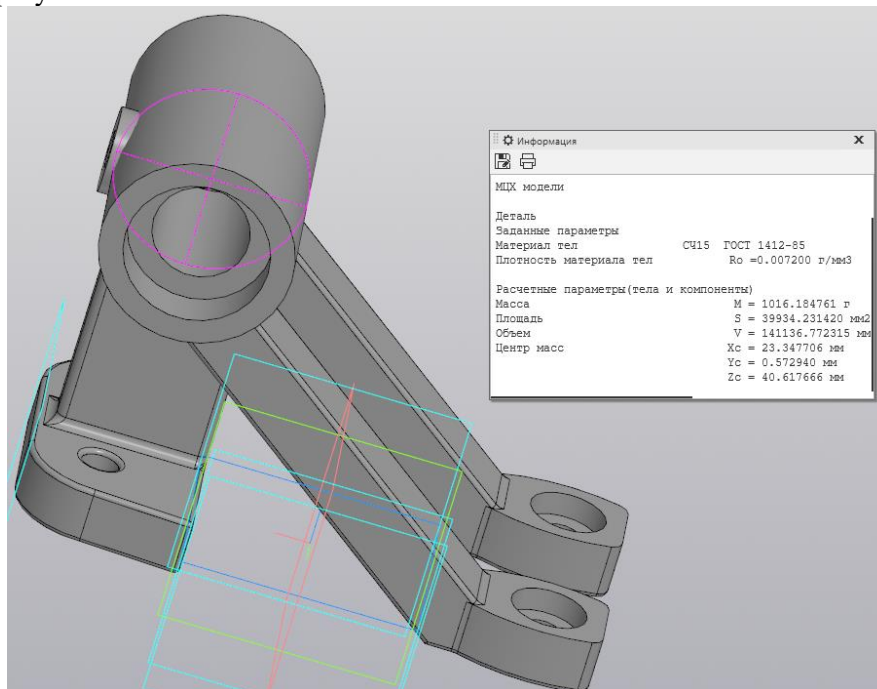 Информация
МЦХ модели
Деталь
Заданные параметры
Материал тел СЧ15 ГОСТ 1412-85
Плотность материала тел Ro =0.007200 г/мм3
Расчетные параметры(тела и компоненты)
Масса M = 1016.184761 г
Площадь S = 39934.231420 мм2
Объем V = 141136.772315 мм
Центр масс Xc = 23.347706 мм
Yc = 0.572940 мм
Zc = 40.617666 мм